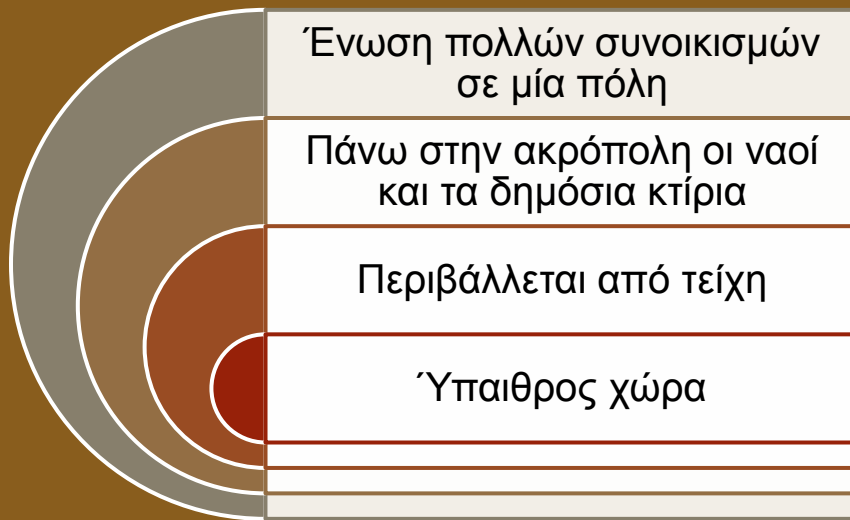 Ένωση πολλών συνοικισμών
σε μία πόλη
Πάνω στην ακρόπολη οι ναοί
και τα δημόσια κτίρια
Περιβάλλεται από τείχη
Ύπαιθρος χώρα